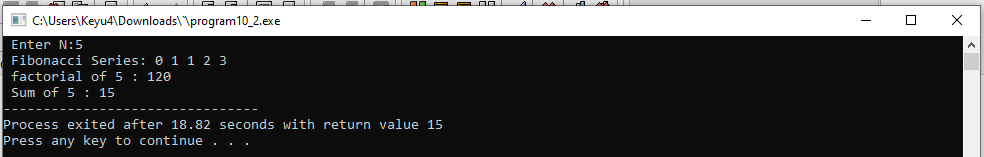 C:\Users\Keyu4\Downloads\`\program10_2.exe
Enter N:5
Fibonacci Series: 0 1 1 2 3
factorial of 5 : 120
Sum of 5 : 15
--------------------------------
Process exited after 18.82 seconds with return value 15
Press any key to continue . . .